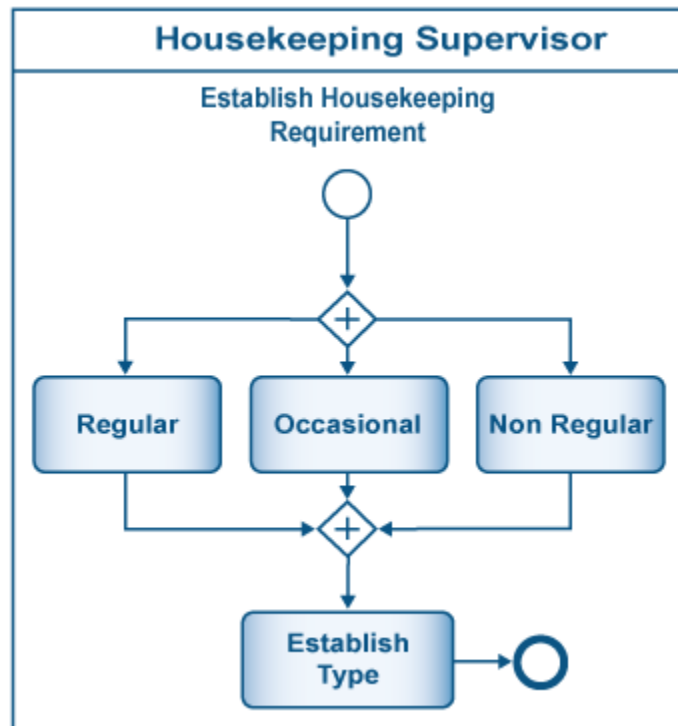 Housekeeping Supervisor
Establish Housekeeping
Requirement
Regular
Occasional
Non Regular
Establish
Type